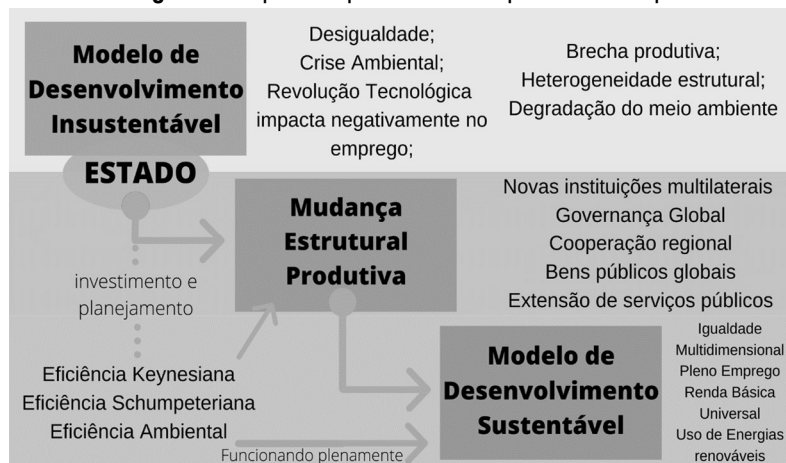 Modelo de
Desenvolvimento
Insustentável
Desigualdade;
Crise Ambiental;
Revolução Tecnológica
impacta negativamente no
emprego;
Brecha produtiva;
Heterogeneidade estrutural;
Degradação do meio ambiente
ESTADO
Mudança
Estrutural
Produtiva
Novas instituições multilaterais
Governança Global
Cooperação regional
Bens públicos globais
Extensão de serviços públicos
investimento e
planejamento
Eficiência Keynesiana
Eficiência Schumpeteriana
Eficiência Ambiental
Funcionando plenamente
Modelo de
Desenvolvimento
Sustentável
Igualdade
Multidimensional
Pleno Emprego
Renda Básica
Universal
Uso de Energias
renováveis